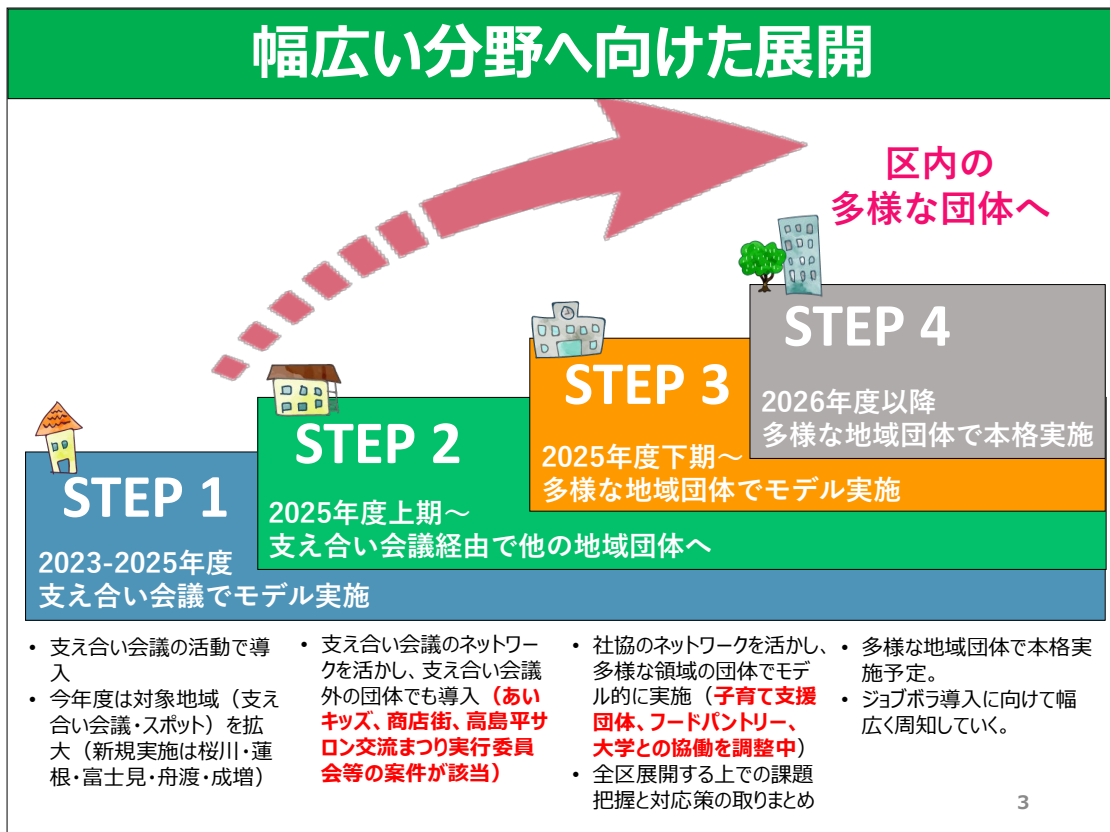 幅広い分野へ向けた展開
区内の
多様な団体へ
STEP 1
2023-2025年度
支え合い会議でモデル実施
STEP 2
2025年度上期～
支え合い会議経由で他の地域団体へ
STEP 3
2025年度下期～
多様な地域団体でモデル実施
STEP 4
2026年度以降
多様な地域団体で本格実施
• 支え合い会議の活動で導
入
• 今年度は対象地域（支え
合い会議・スポット）を拡
大（新規実施は桜川・蓮
根・富士見・舟渡・成増）
• 支え合い会議のネットワー
クを活かし、支え合い会議
外の団体でも導入（あい
キッズ、商店街、高島平サ
ロン交流まつり実行委員
会等の案件が該当）
• 社協のネットワークを活かし、
多様な領域の団体でモデ
ル的に実施（子育て支援
団体、フードパントリー、
大学との協働を調整中）
• 全区展開する上での課題
把握と対応策の取りまとめ
• 多様な地域団体で本格実
施予定。
• ジョブボラ導入に向けて幅
広く周知していく。
3